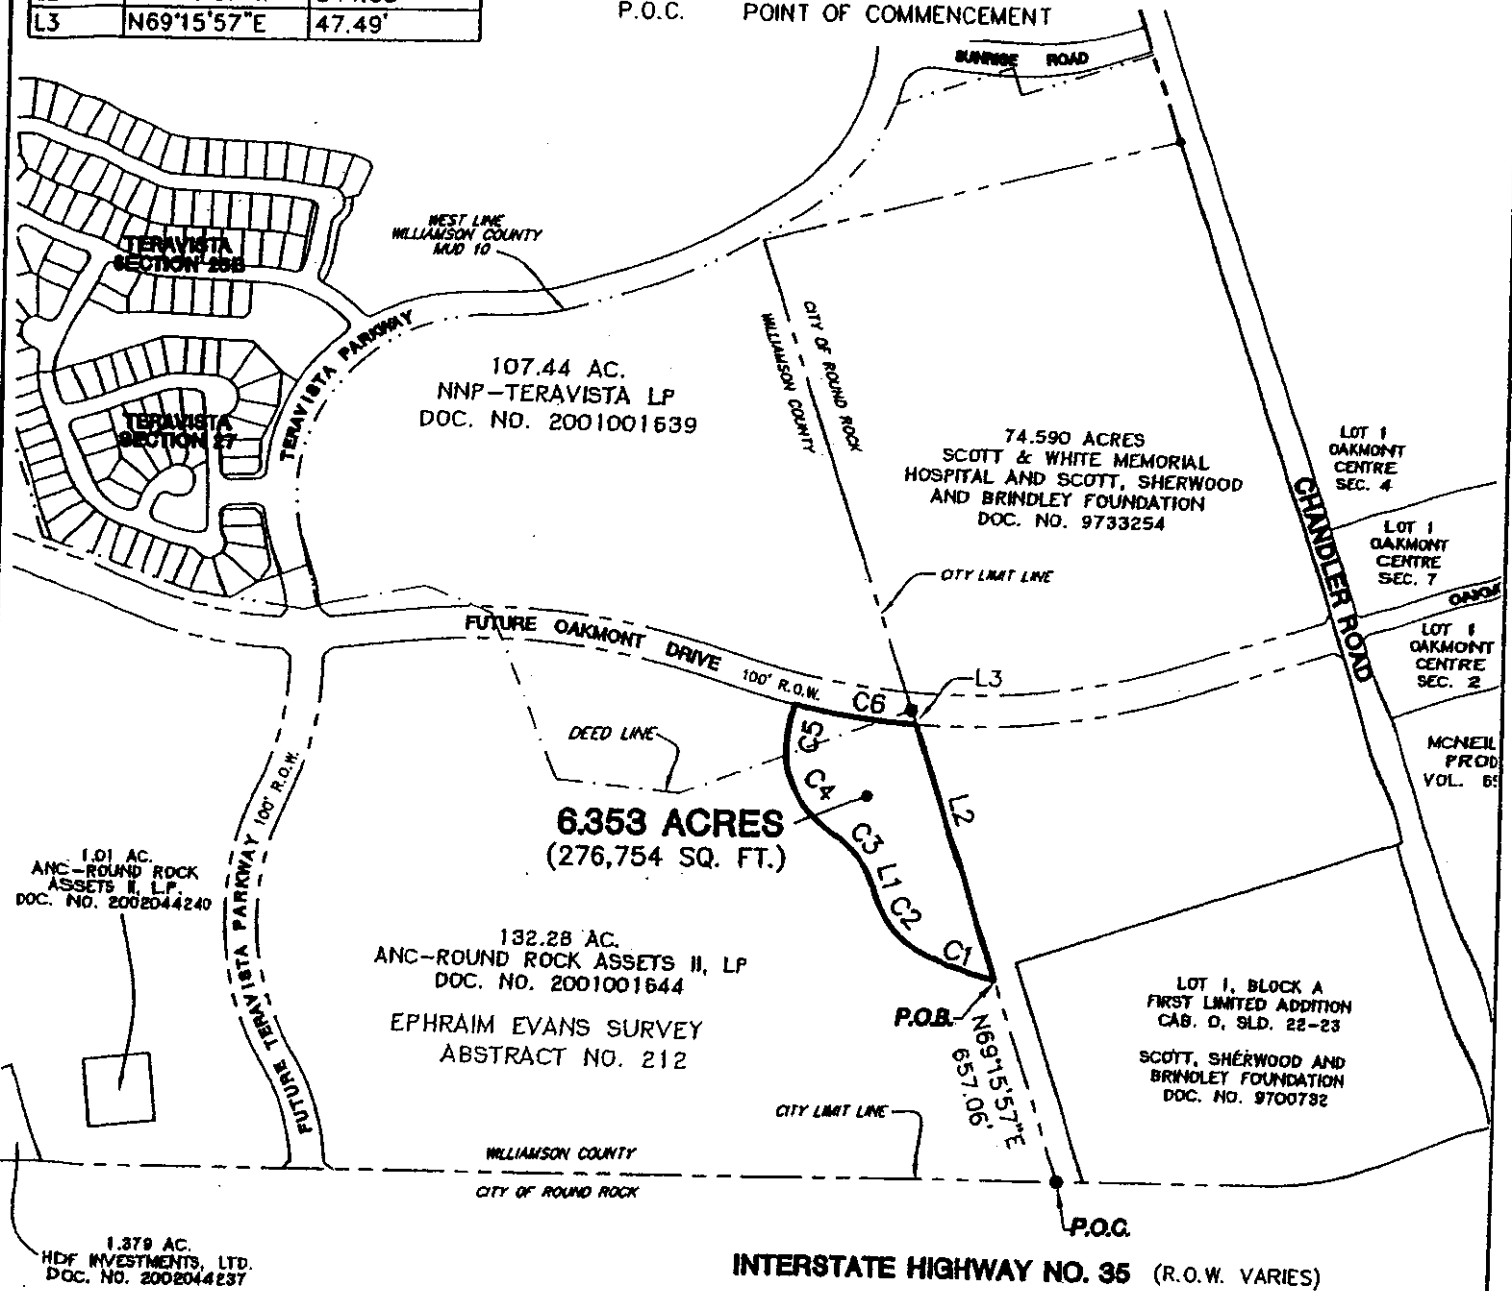 L3 N69°15'57"E 47.49'
P.O.C. POINT OF COMMENCEMENT
SUNRISE ROAD
WEST LINE
WILLIAMSON COUNTY
MUD 10
TERAVISTA
SECTION 26B
TERAVISTA PARKWAY
TERAVISTA
SECTION 27
107.44 AC.
NNP-TERAVISTA LP
DOC. NO. 2001001639
CITY OF ROUND ROCK
WILLIAMSON COUNTY
74.590 ACRES
SCOTT & WHITE MEMORIAL
HOSPITAL AND SCOTT, SHERWOOD
AND BRINDLEY FOUNDATION
DOC. NO. 9733254
LOT 1
OAKMONT
CENTRE
SEC. 4
CHANDLER ROAD
LOT 1
OAKMONT
CENTRE
SEC. 7
CITY LIMIT LINE
LOT 1
OAKMONT
CENTRE
SEC. 2
FUTURE OAKMONT DRIVE 100' R.O.W.
L3
C6
C5
DEED LINE
C4
L2
MCNEIL
PROD
VOL.
6.353 ACRES
(276,754 SQ. FT.)
C3
L1
C2
C1
1.01 AC.
ANC-ROUND ROCK
ASSETS II, L.P.
DOC. NO. 2002044240
FUTURE TERAVISTA PARKWAY 100' R.O.W.
132.28 AC.
ANC-ROUND ROCK ASSETS II, LP
DOC. NO. 2001001644
EPHRAIM EVANS SURVEY
ABSTRACT NO. 212
P.O.B.
N69°15'57"E
657.06'
LOT 1, BLOCK A
FIRST LIMITED ADDITION
CAB. O, SLD. 22-23
SCOTT, SHERWOOD AND
BRINDLEY FOUNDATION
DOC. NO. 9700782
CITY LIMIT LINE
WILLIAMSON COUNTY
CITY OF ROUND ROCK
P.O.C.
1.379 AC.
HDF INVESTMENTS, LTD.
DOC. NO. 2002044237
INTERSTATE HIGHWAY NO. 35 (R.O.W. VARIES)